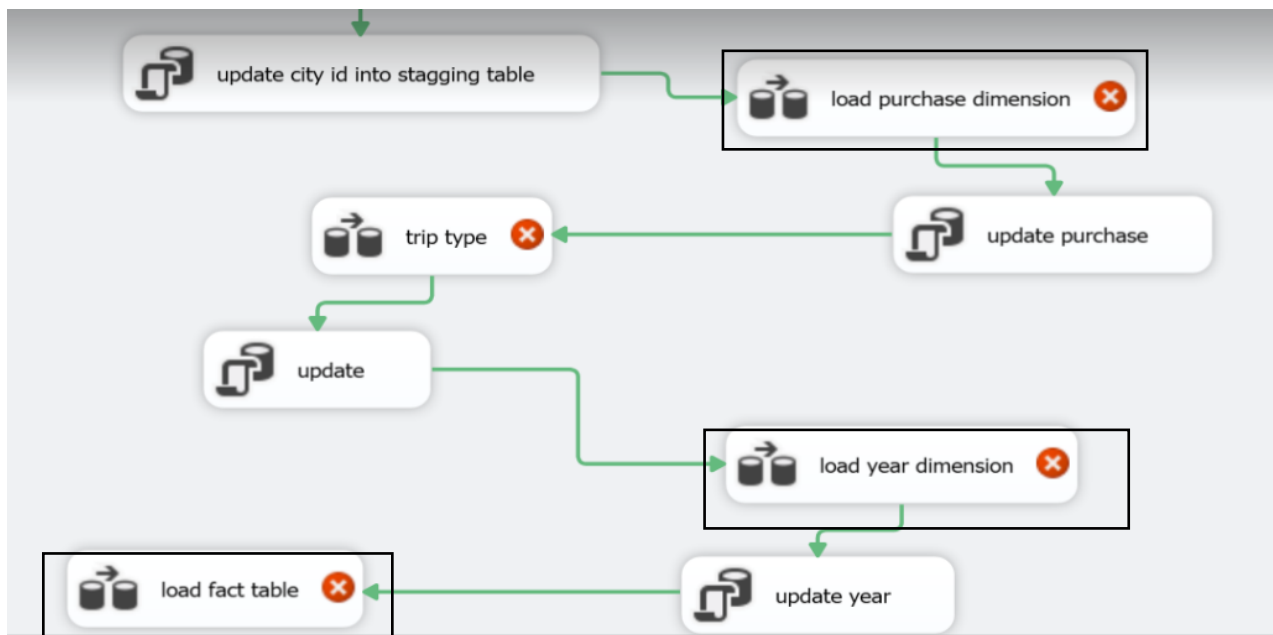 update city id into stagging table
load purchase dimension
trip type
update purchase
update
load year dimension
load fact table
update year